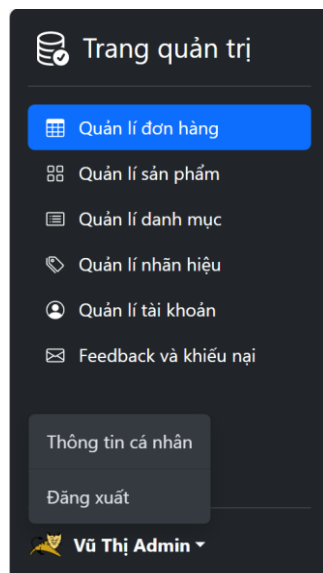 Trang quản trị
Quản lí đơn hàng
Quản lí sản phẩm
Quản lí danh mục
Quản lí nhãn hiệu
Quản lí tài khoản
Feedback và khiếu nại
Thông tin cá nhân
Đăng xuất
Vũ Thị Admin